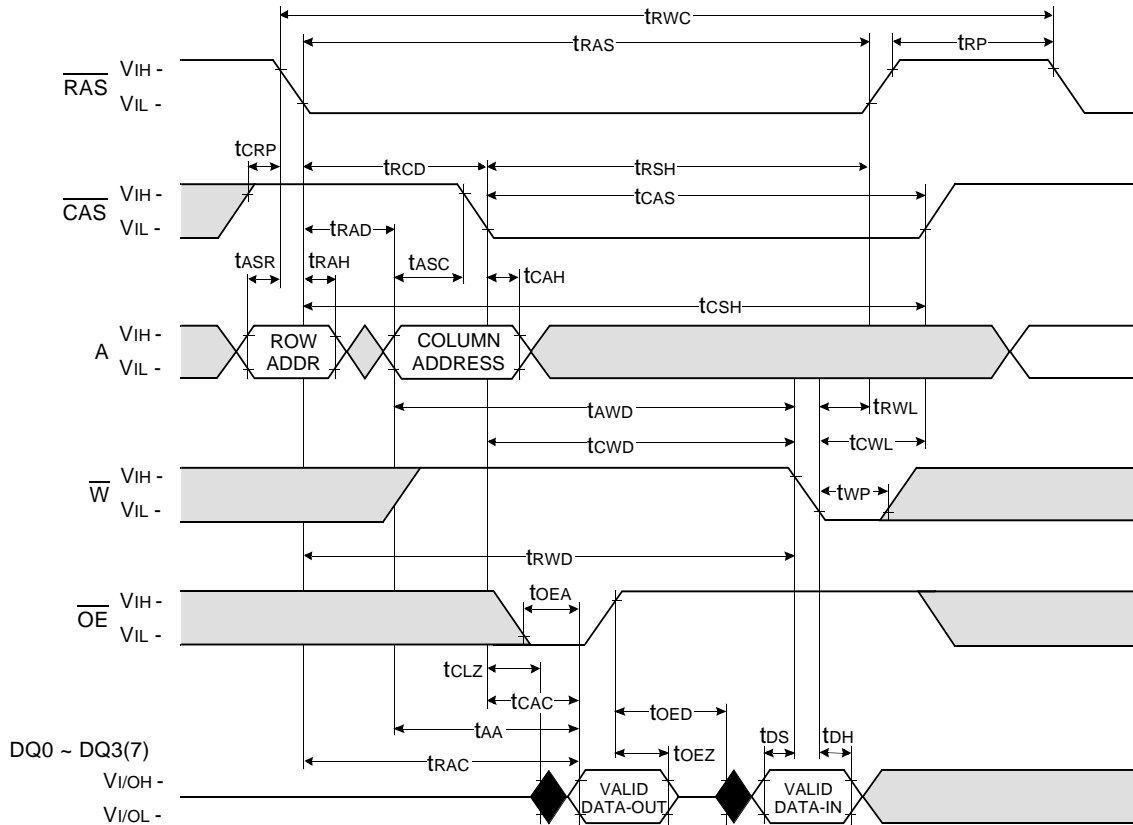 tRWC
tRAS
tRP
RAS
VIH -
VIL -
tCRP
tRCD
tRSH
CAS
VIH -
VIL -
tCAS
tRAD
tASR
tRAH
tASC
tCAH
tCSH
A
VIH -
VIL -
ROW
ADDR
COLUMN
ADDRESS
tAWD
tRWL
tCWD
tCWL
W
VIH -
VIL -
tWP
tRWD
OE
VIH -
VIL -
tOEA
tCLZ
tCAC
tOED
tAA
tOEZ
tDS
tDH
DQ0 ~ DQ3(7)
tRAC
VI/OH -
VI/OL -
VALID
DATA-OUT
VALID
DATA-IN